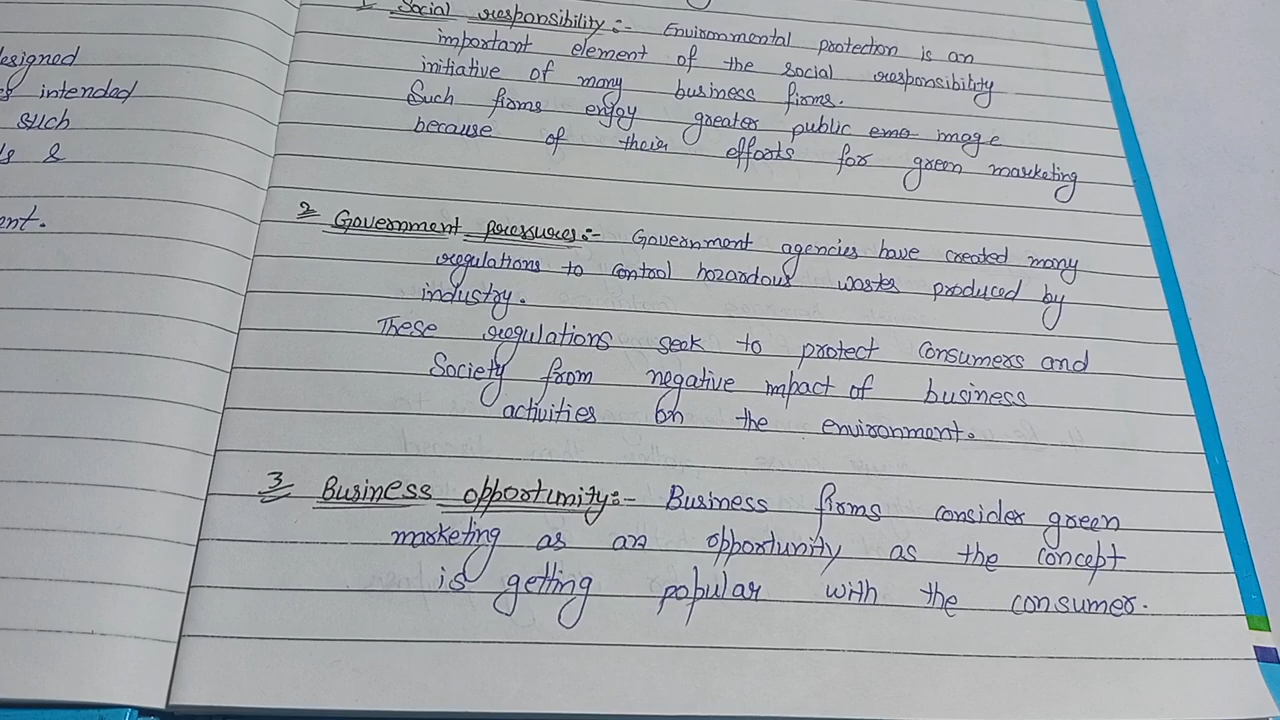 esigned
intended
such
&
ent.
1 Social responsibility :- Environmental protection is an
important element of the social responsibility
initiative of many business firms.
Such firms enjoy greater public ema image
because of their efforts for green marketing
2 Government pressures :- Government agencies have created many
regulations to control hazardous waste produced by
industry.
These regulations seek to protect consumers and
Society from negative impact of business
activities on the environment.
3 Business opportunity :- Business firms consider green
marketing as an opportunity as the concept
is getting popular with the consumer.